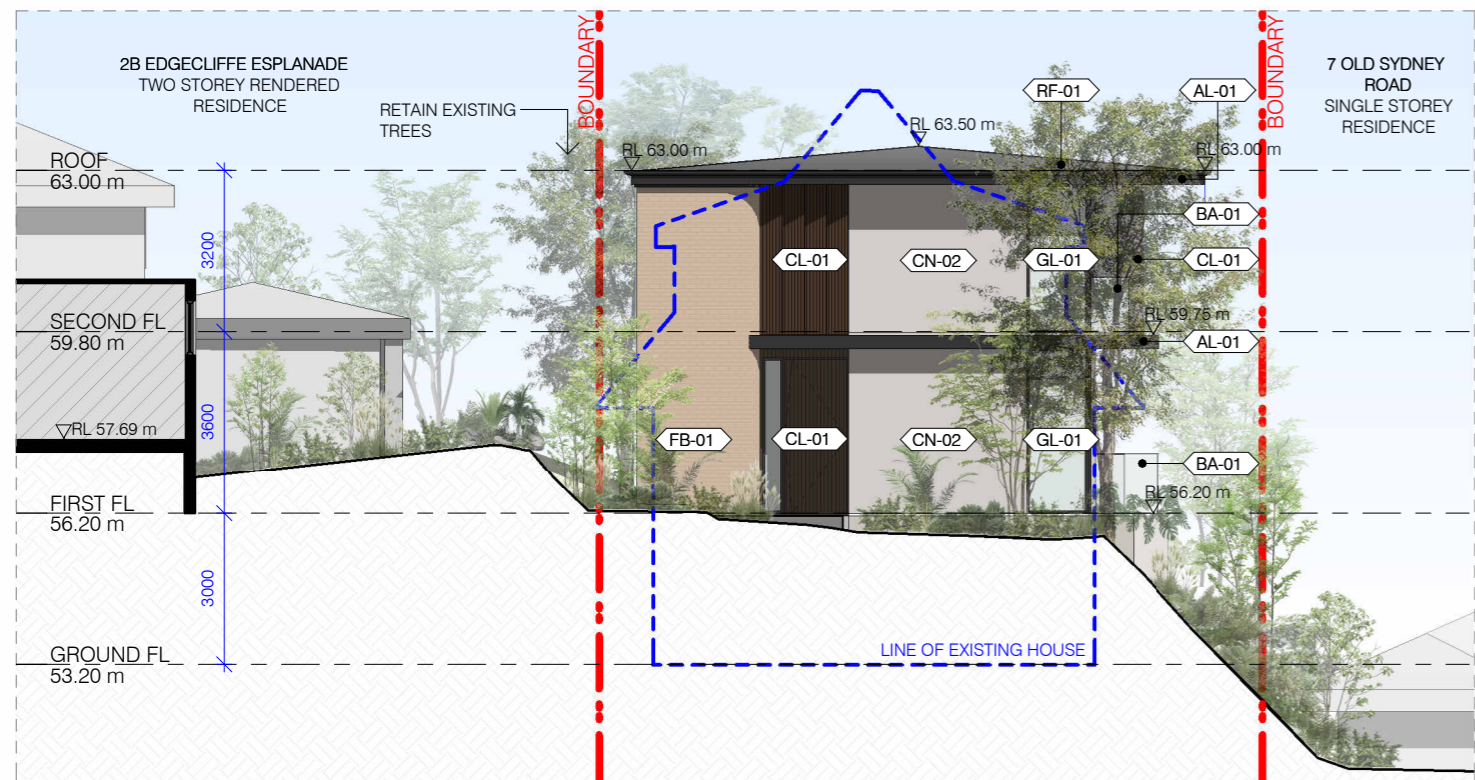 2B EDGECLIFFE ESPLANADE
TWO STOREY RENDERED
RESIDENCE
RETAIN EXISTING
TREES
BOUNDARY
BOUNDARY
7 OLD SYDNEY
ROAD
SINGLE STOREY
RESIDENCE
RF-01
AL-01
RL 63.50 m
RL 63.00 m
RL 63.00 m
ROOF
63.00 m
BA-01
3200
CL-01
CN-02
GL-01
CL-01
SECOND FL
59.80 m
RL 59.75 m
AL-01
3600
RL 57.69 m
FB-01
CL-01
CN-02
GL-01
BA-01
RL 56.20 m
FIRST FL
56.20 m
3000
GROUND FL
53.20 m
LINE OF EXISTING HOUSE